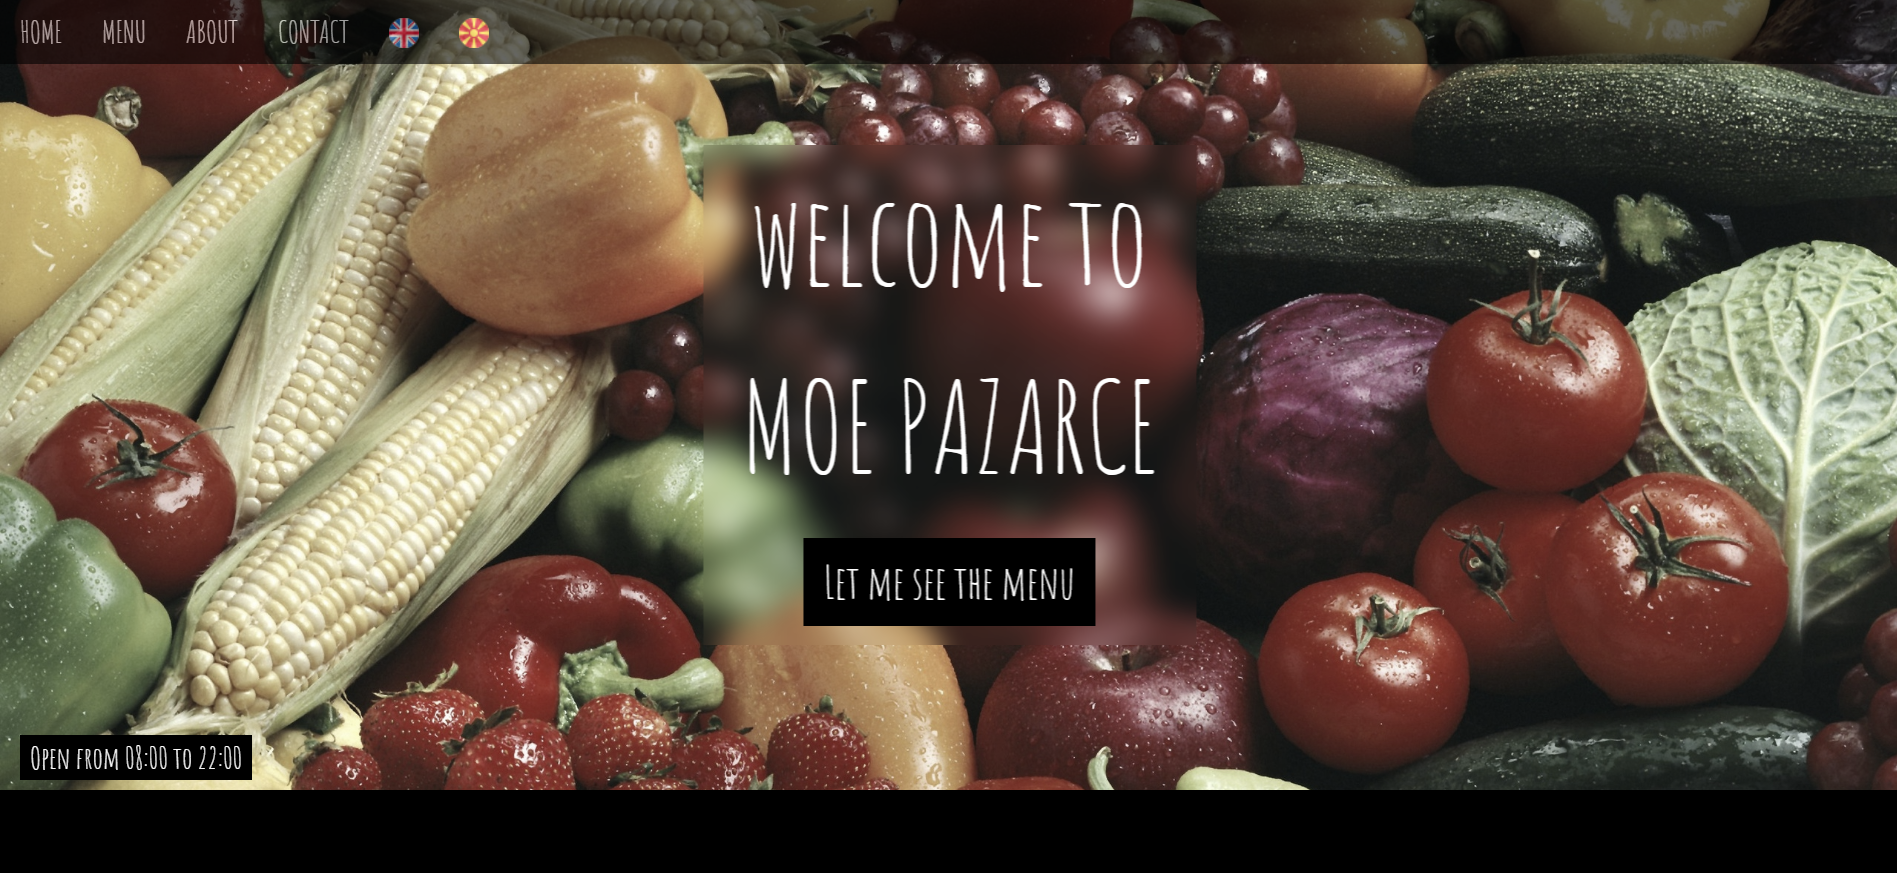 HOME MENU ABOUT CONTACT
WELCOME TO
MOE PAZARCE
LET ME SEE THE MENU
OPEN FROM 08:00 TO 22:00